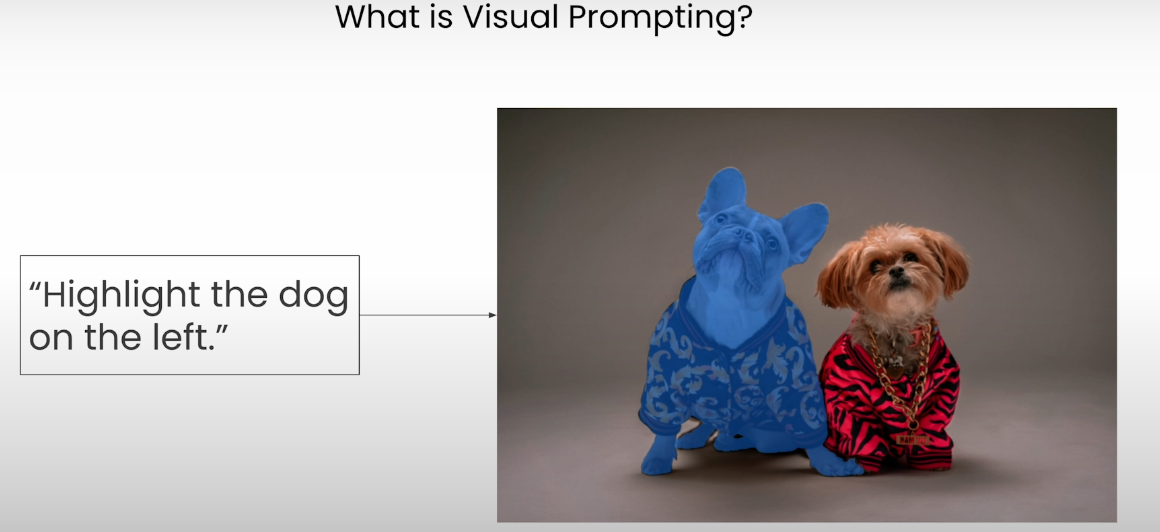 What is Visual Prompting?
“Highlight the dog
on the left.”